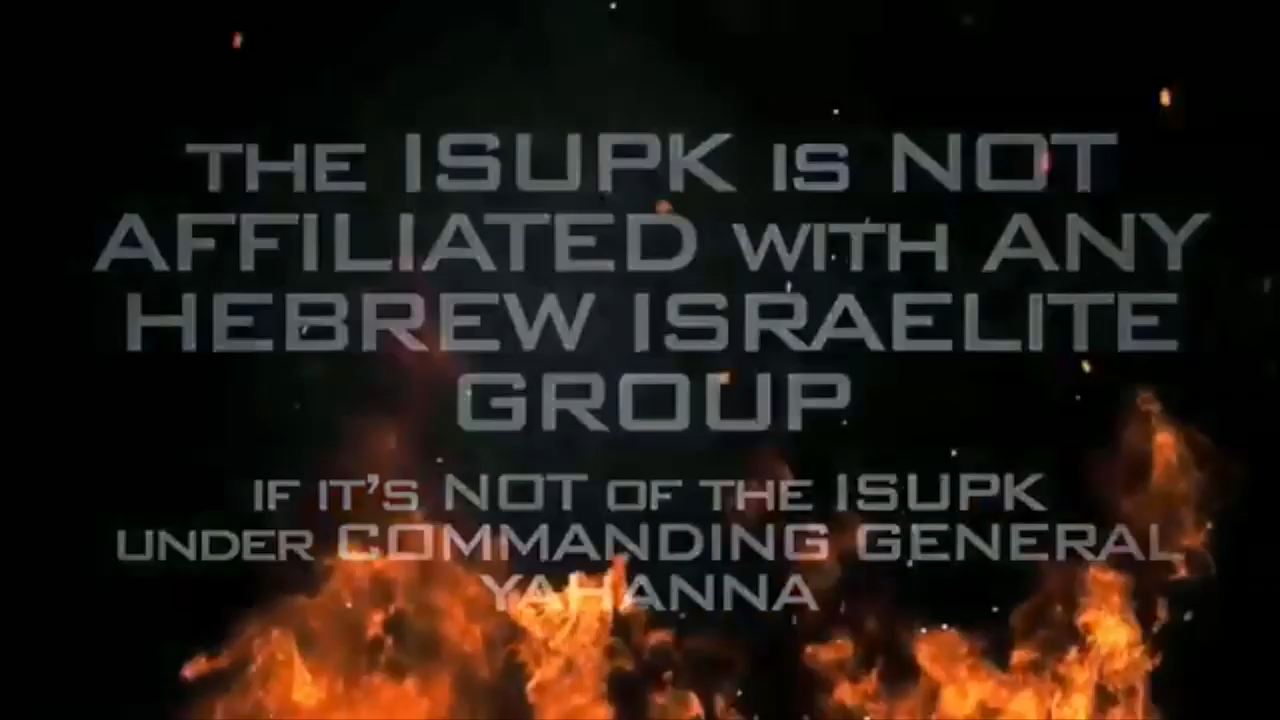 THE ISUPK IS NOT
AFFILIATED WITH ANY
HEBREW ISRAELITE
GROUP
IF IT'S NOT OF THE ISUPK
UNDER COMMANDING GENERAL
YAHANNA